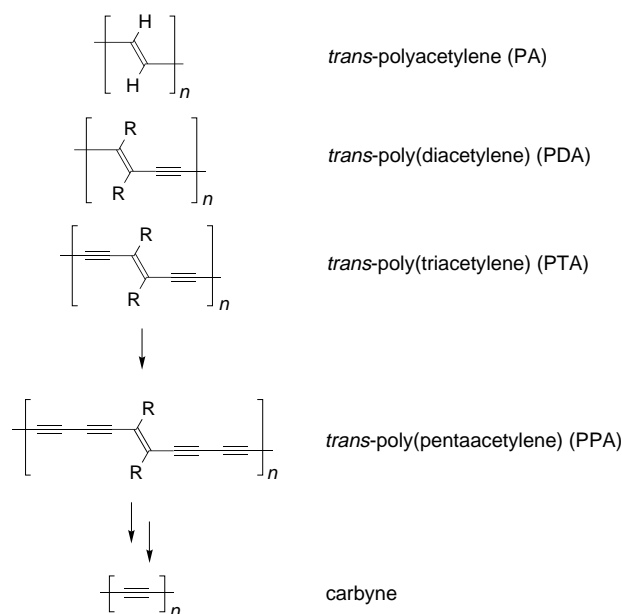 H
H
n
trans-polyacetylene (PA)
R
R
n
trans-poly(diacetylene) (PDA)
R
R
n
trans-poly(triacetylene) (PTA)
R
R
n
trans-poly(pentaacetylene) (PPA)
n
carbyne